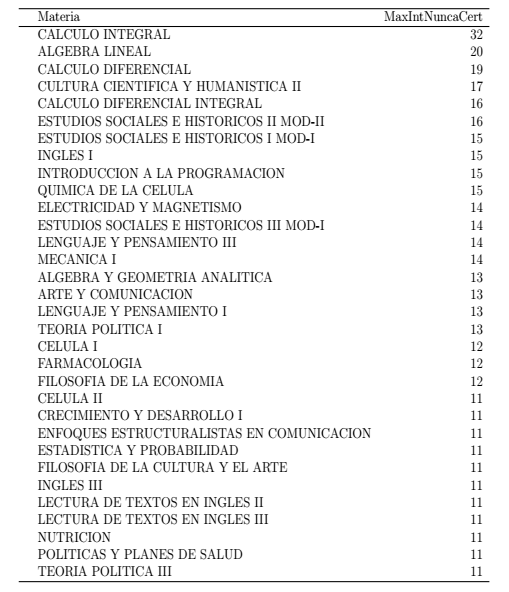 Materia MaxIntNuncaCert
CALCULO INTEGRAL 32
ALGEBRA LINEAL 20
CALCULO DIFERENCIAL 19
CULTURA CIENTIFICA Y HUMANISTICA II 17
CALCULO DIFERENCIAL INTEGRAL 16
ESTUDIOS SOCIALES E HISTORICOS II MOD-II 16
ESTUDIOS SOCIALES E HISTORICOS I MOD-I 15
INGLES I 15
INTRODUCCION A LA PROGRAMACION 15
QUIMICA DE LA CELULA 15
ELECTRICIDAD Y MAGNETISMO 14
ESTUDIOS SOCIALES E HISTORICOS III MOD-I 14
LENGUAJE Y PENSAMIENTO III 14
MECANICA I 14
ALGEBRA Y GEOMETRIA ANALITICA 13
ARTE Y COMUNICACION 13
LENGUAJE Y PENSAMIENTO I 13
TEORIA POLITICA I 13
CELULA I 12
FARMACOLOGIA 12
FILOSOFIA DE LA ECONOMIA 12
CELULA II 11
CRECIMIENTO Y DESARROLLO I 11
ENFOQUES ESTRUCTURALISTAS EN COMUNICACION 11
ESTADISTICA Y PROBABILIDAD 11
FILOSOFIA DE LA CULTURA Y EL ARTE 11
INGLES III 11
LECTURA DE TEXTOS EN INGLES II 11
LECTURA DE TEXTOS EN INGLES III 11
NUTRICION 11
POLITICAS Y PLANES DE SALUD 11
TEORIA POLITICA III 11